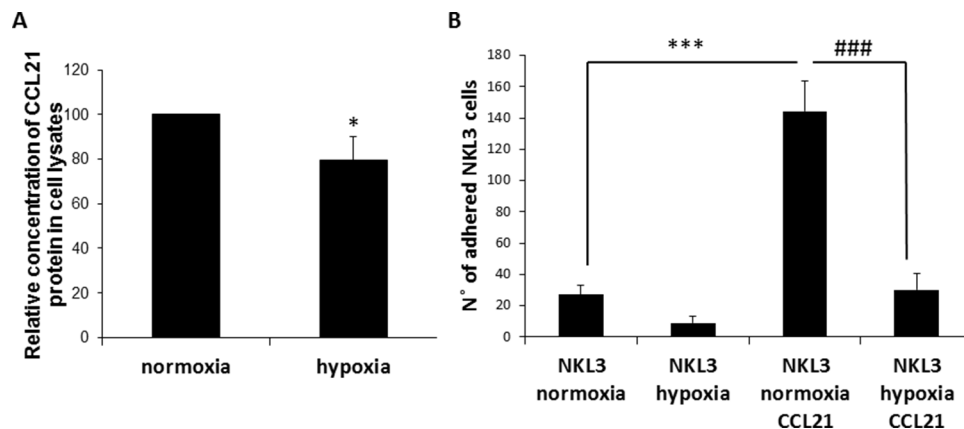 A
Relative concentration of CCL21
protein in cell lysates
120
100
80
60
40
20
0
*
normoxia
hypoxia
B
N° of adhered NKL3 cells
180
160
140
120
100
80
60
40
20
0
***
###
NKL3
normoxia
NKL3
hypoxia
NKL3
normoxia
CCL21
NKL3
hypoxia
CCL21